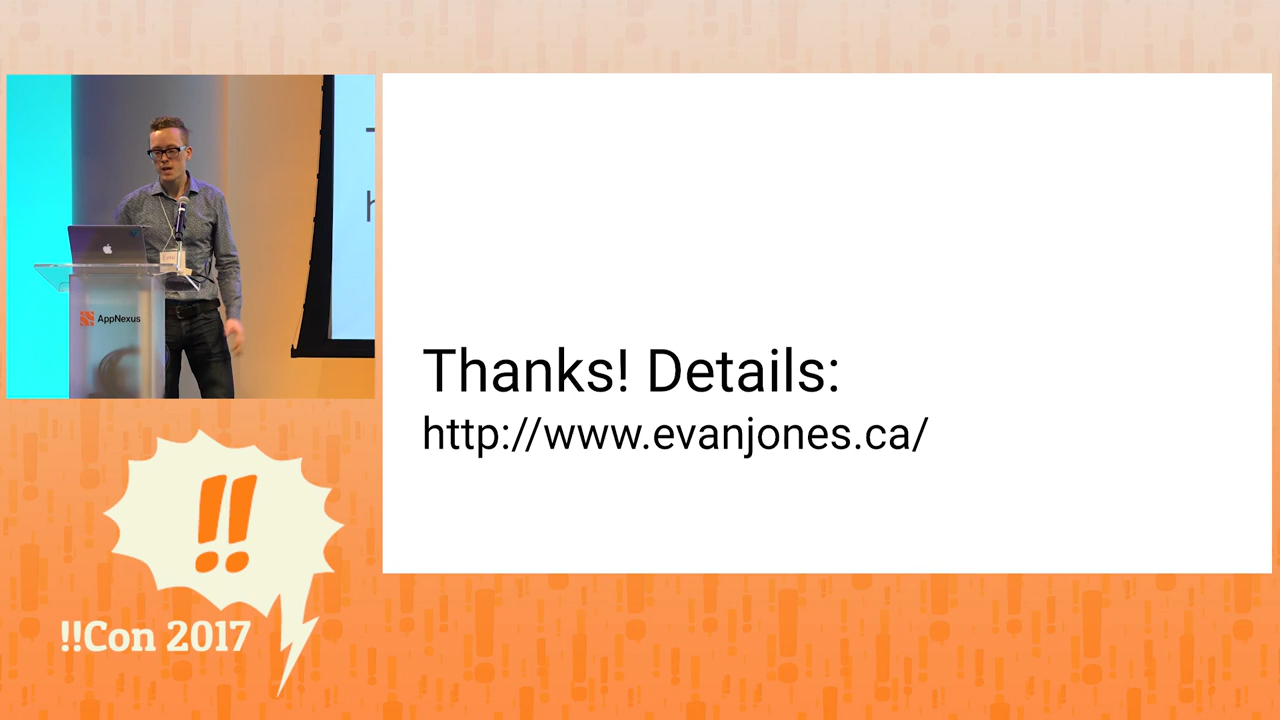 AppNexus
Thanks! Details:
http://www.evanjones.ca/
!!
!!Con 2017